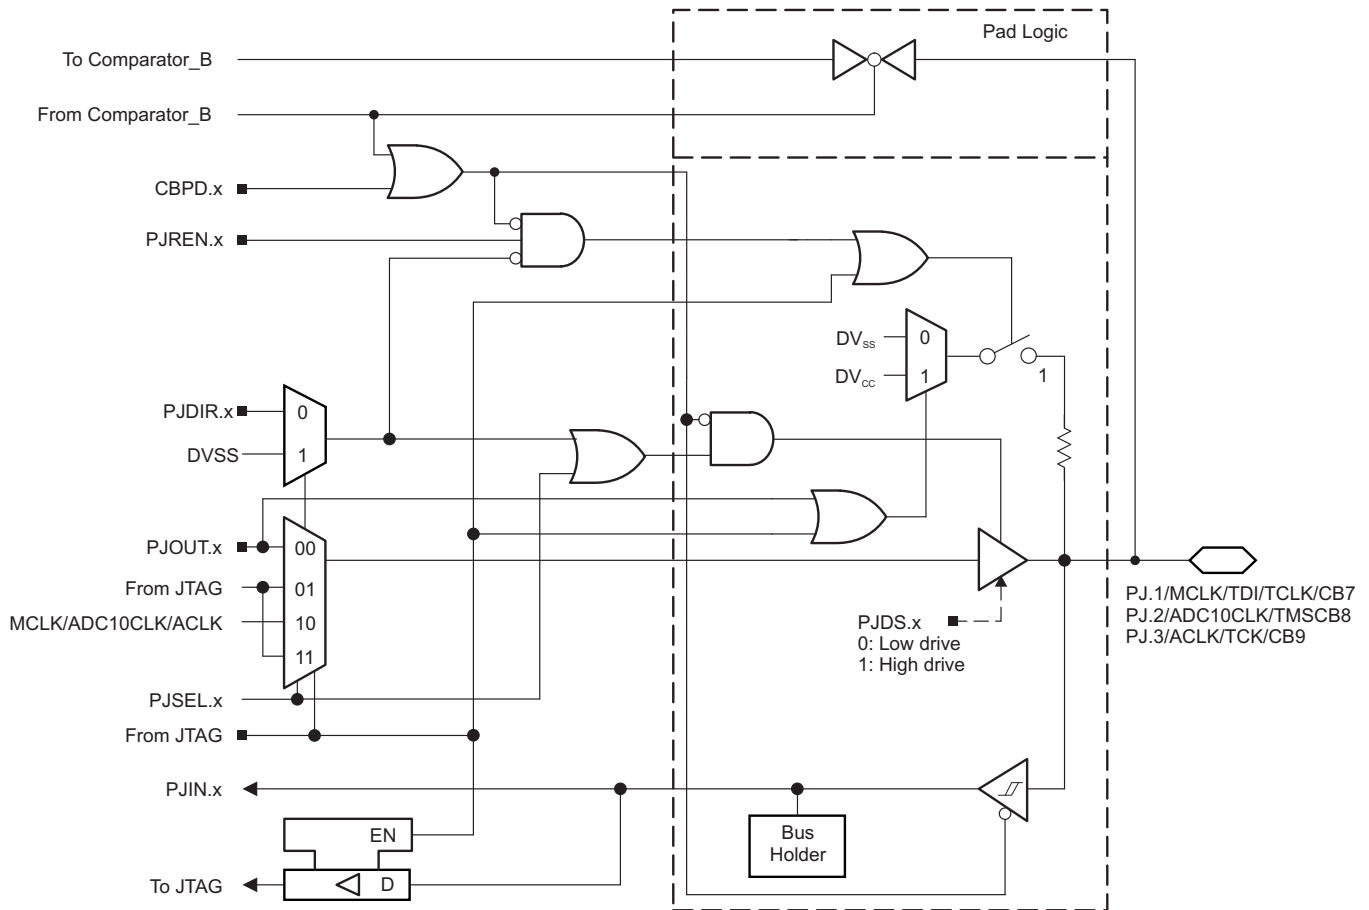 Pad Logic
To Comparator_B
From Comparator_B
CBPD.x
PJREN.x
DVSS
0
DVCC
1
1
PJDIR.x
0
DVSS
1
PJOUT.x
00
From JTAG
01
MCLK/ADC10CLK/ACLK
10
11
PJDS.x
0: Low drive
1: High drive
PJ.1/MCLK/TDI/TCLK/CB7
PJ.2/ADC10CLK/TMSCB8
PJ.3/ACLK/TCK/CB9
PJSEL.x
From JTAG
PJIN.x
Bus
Holder
EN
To JTAG
D